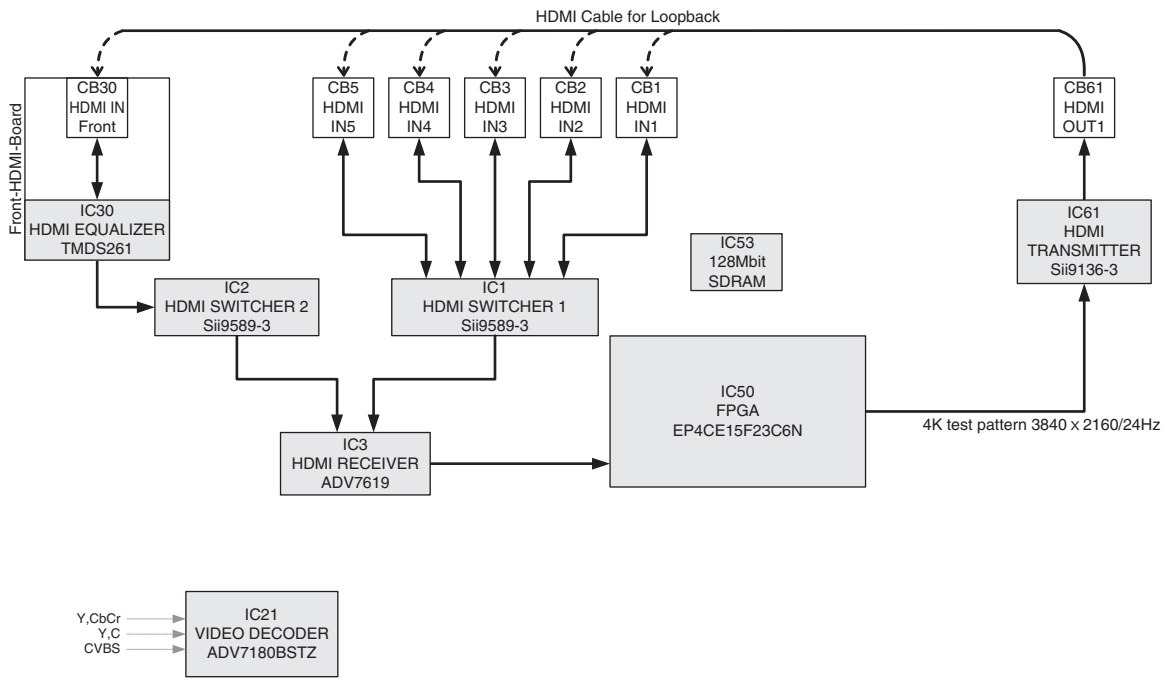 HDMI Cable for Loopback
CB30
HDMI IN
Front
CB5
HDMI
IN5
CB4
HDMI
IN4
CB3
HDMI
IN3
CB2
HDMI
IN2
CB1
HDMI
IN1
CB61
HDMI
OUT1
Front-HDMI-Board
IC30
HDMI EQUALIZER
TMDS261
IC61
HDMI
TRANSMITTER
Sii9136-3
IC53
128Mbit
SDRAM
IC2
HDMI SWITCHER 2
Sii9589-3
IC1
HDMI SWITCHER 1
Sii9589-3
IC50
FPGA
EP4CE15F23C6N
4K test pattern 3840 x 2160/24Hz
IC3
HDMI RECEIVER
ADV7619
Y,CbCr
Y,C
CVBS
IC21
VIDEO DECODER
ADV7180BSTZ